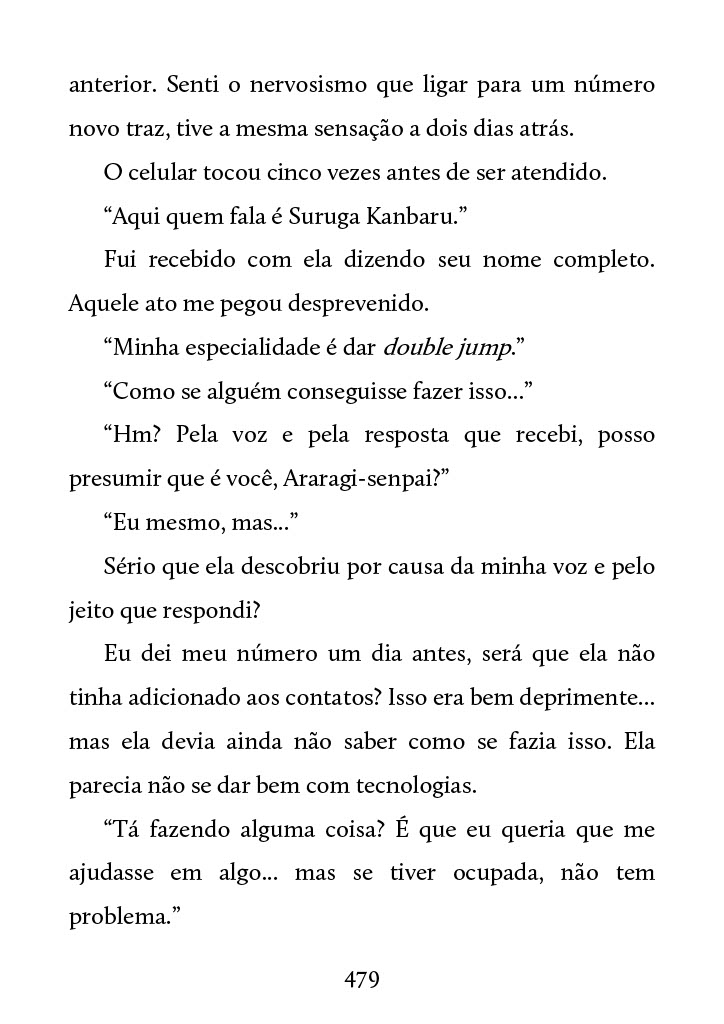 anterior. Senti o nervosismo que ligar para um número
novo traz, tive a mesma sensação a dois dias atrás.
O celular tocou cinco vezes antes de ser atendido.
“Aqui quem fala é Suruga Kanbaru.”
Fui recebido com ela dizendo seu nome completo.
Aquele ato me pegou desprevenido.
“Minha especialidade é dar double jump.”
“Como se alguém conseguisse fazer isso...”
“Hm? Pela voz e pela resposta que recebi, posso
presumir que é você, Araragi-senpai?”
“Eu mesmo, mas...”
Sério que ela descobriu por causa da minha voz e pelo
jeito que respondi?
Eu dei meu número um dia antes, será que ela não
tinha adicionado aos contatos? Isso era bem deprimente...
mas ela devia ainda não saber como se fazia isso. Ela
parecia não se dar bem com tecnologias.
“Tá fazendo alguma coisa? É que eu queria que me
ajudasse em algo... mas se tiver ocupada, não tem
problema.”
479